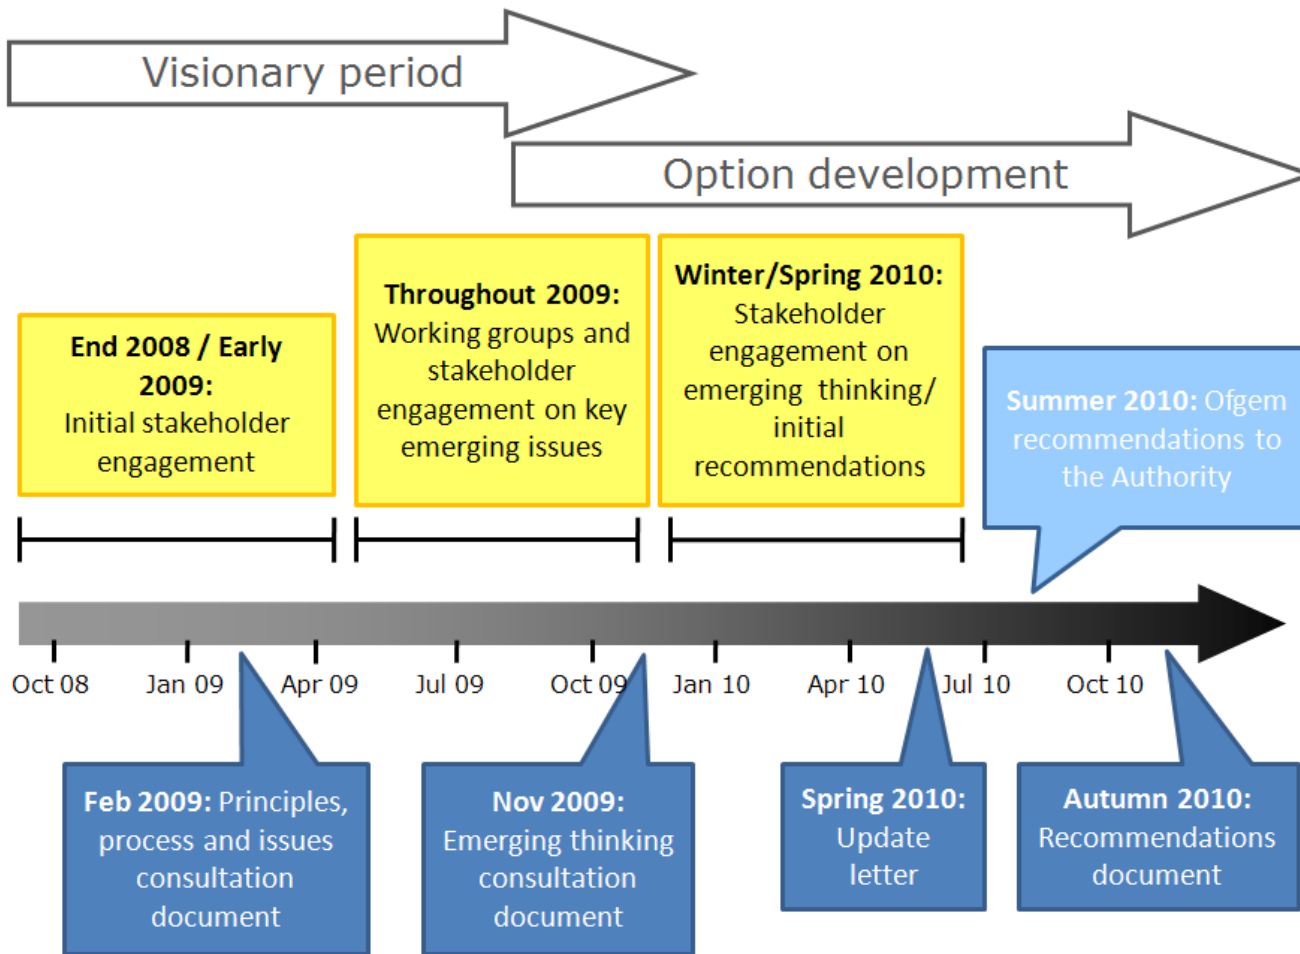 Visionary period
Option development
End 2008 / Early
2009:
Initial stakeholder
engagement
Throughout 2009:
Working groups and
stakeholder
engagement on key
emerging issues
Winter/Spring 2010:
Stakeholder
engagement on
emerging thinking/
initial
recommendations
Summer 2010: Ofgem
recommendations to
the Authority
Oct 08
Jan 09
Apr 09
Jul 09
Oct 09
Jan 10
Apr 10
Jul 10
Oct 10
Feb 2009: Principles,
process and issues
consultation
document
Nov 2009:
Emerging thinking
consultation
document
Spring 2010:
Update
letter
Autumn 2010:
Recommendations
document